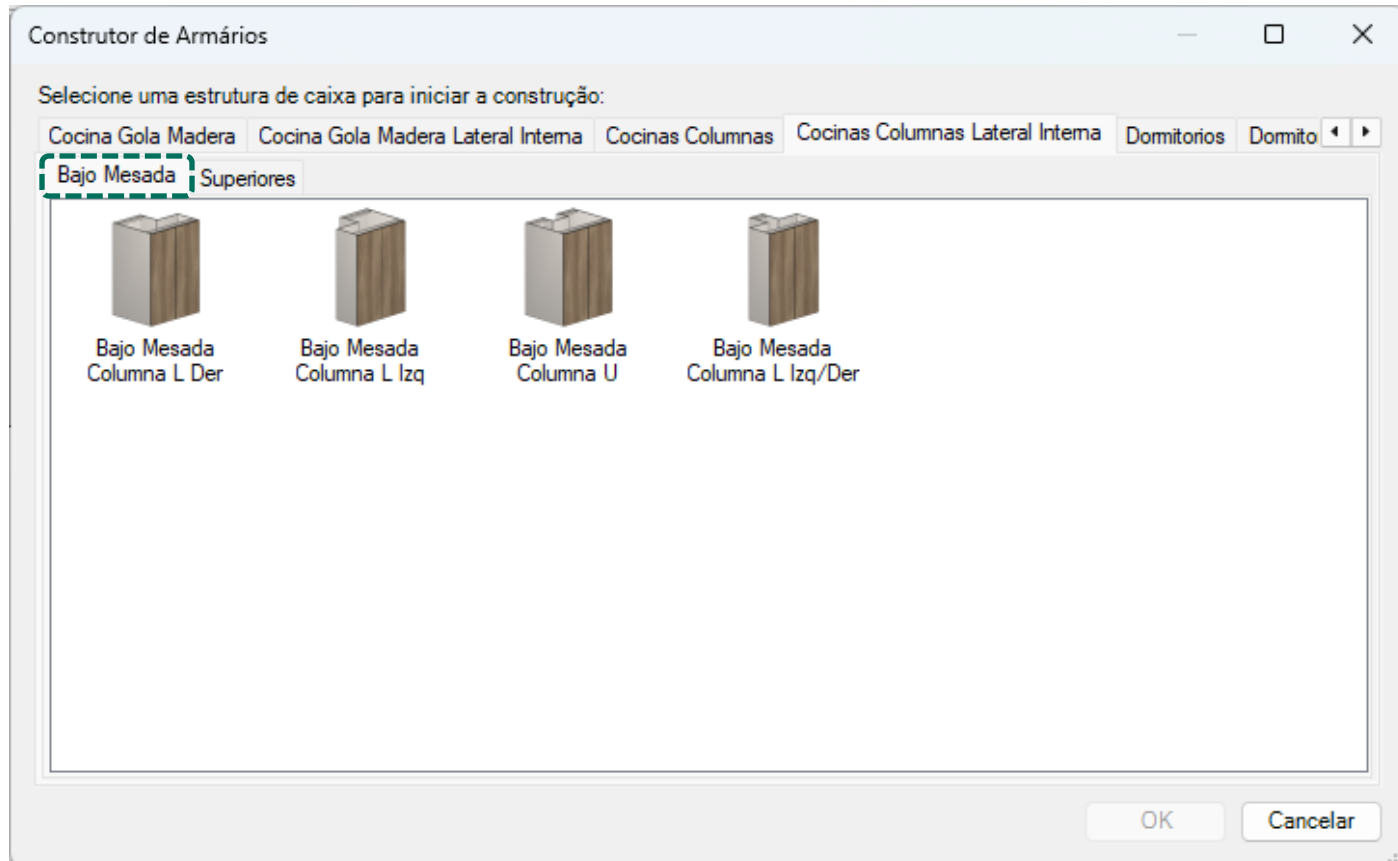 Construtor de Armários
Selecione uma estrutura de caixa para iniciar a construção:
Cocina Gola Madera Cocina Gola Madera Lateral Interna Cocinas Columnas Cocinas Columnas Lateral Interna Dormitorios Dormito
Bajo Mesada Superiores
Bajo Mesada
Columna L Der
Bajo Mesada
Columna L Izq
Bajo Mesada
Columna U
Bajo Mesada
Columna L Izq/Der
OK Cancelar